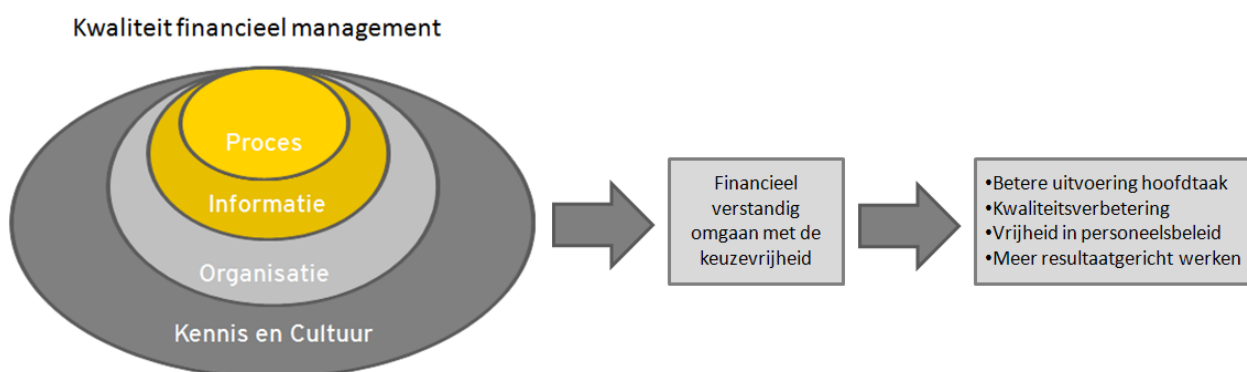 Kwaliteit financieel management
Proces
Informatie
Organisatie
Kennis en Cultuur
Financieel
verstandig
omgaan met de
keuzevrijheid
•Betere uitvoering hoofdtaak
•Kwaliteitsverbetering
•Vrijheid in personeelsbeleid
•Meer resultaatgericht werken